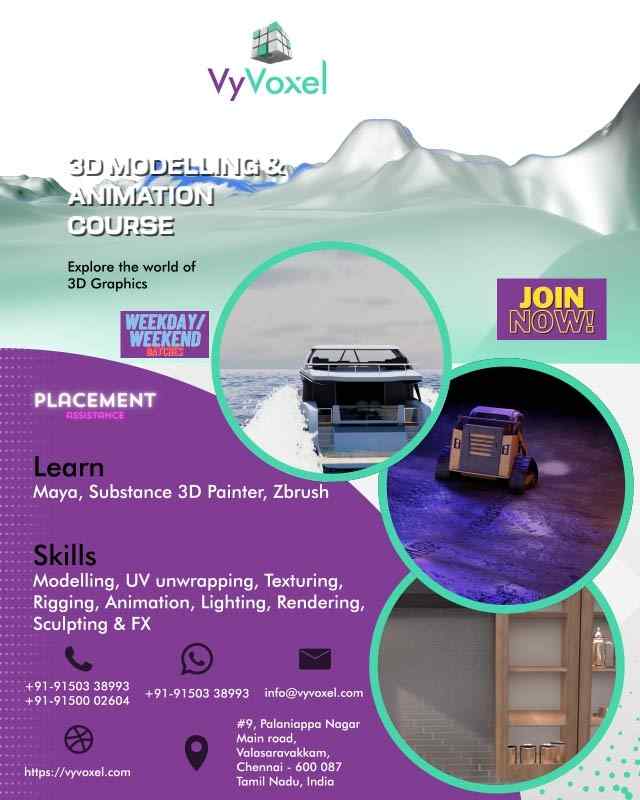 VyVoxel
3D MODELLING &
ANIMATION
COURSE
Explore the world of
3D Graphics
WEEKDAY/
WEEKEND
BATCHES
JOIN
NOW!
PLACEMENT
ASSISTANCE
Learn
Maya, Substance 3D Painter, Zbrush
Skills
Modelling, UV unwrapping, Texturing,
Rigging, Animation, Lighting, Rendering,
Sculpting & FX
+91-91503 38993
+91-91500 02604
+91-91503 38993
info@vyvoxel.com
https://vyvoxel.com
#9, Palaniappa Nagar
Main road,
Valasaravakkam,
Chennai - 600 087
Tamil Nadu, India